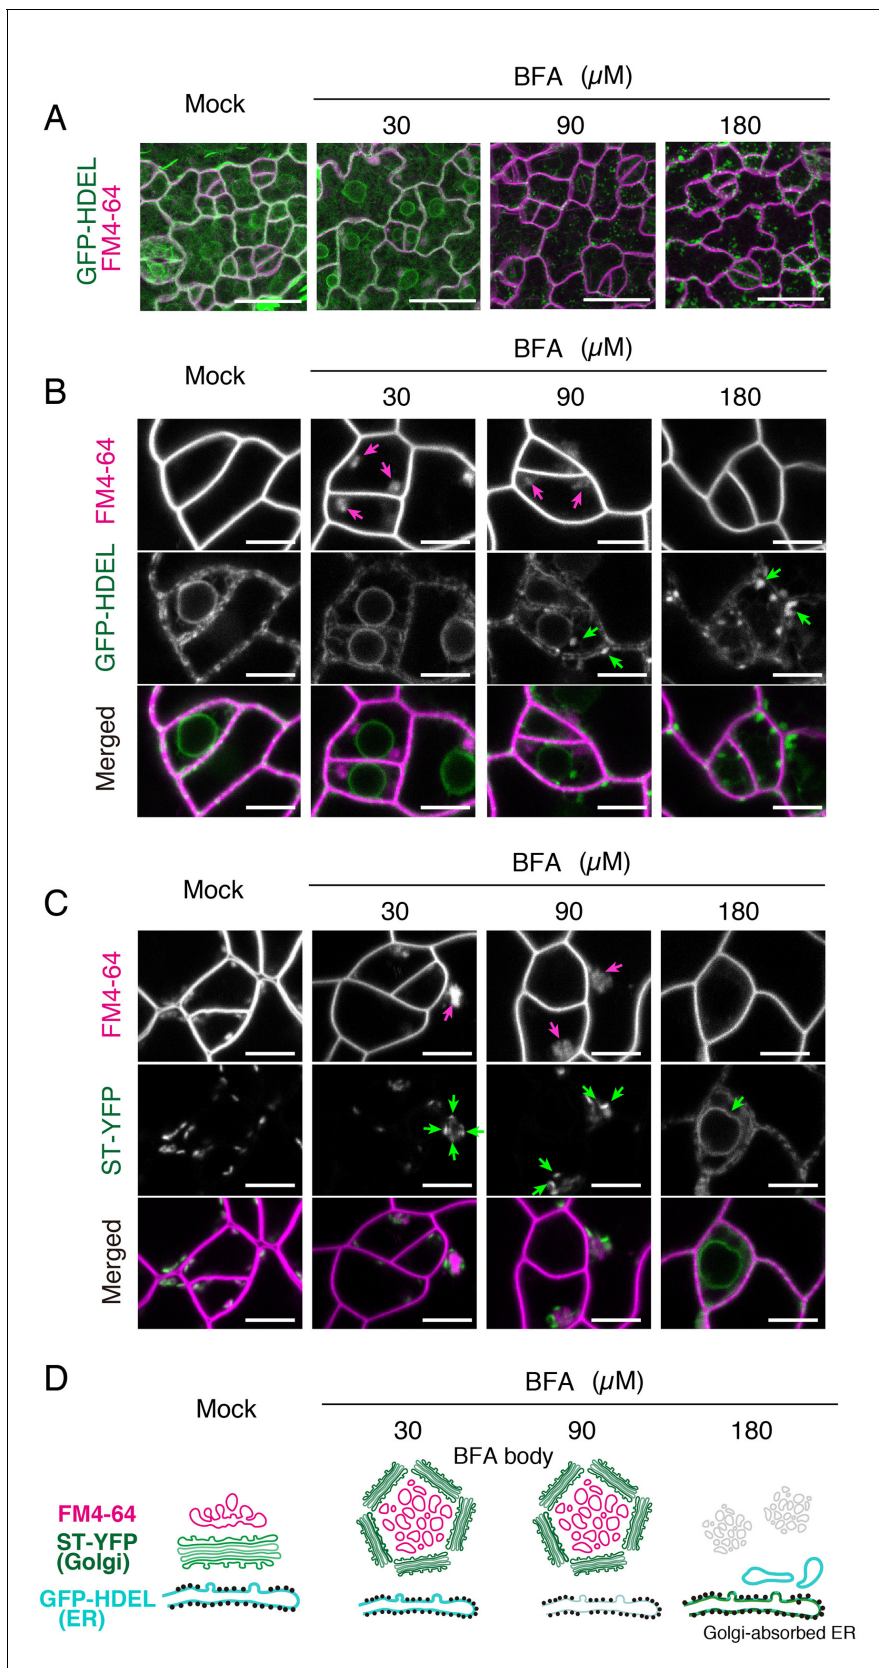 A
Mock
BFA (µM)
30
90
180
GFP-HDEL
FM4-64
B
Mock
BFA (µM)
30
90
180
FM4-64
GFP-HDEL
Merged
C
Mock
BFA (µM)
30
90
180
FM4-64
ST-YFP
Merged
D
Mock
BFA (µM)
30
90
180
BFA body
FM4-64
ST-YFP
(Golgi)
GFP-HDEL
(ER)
Golgi-absorbed ER